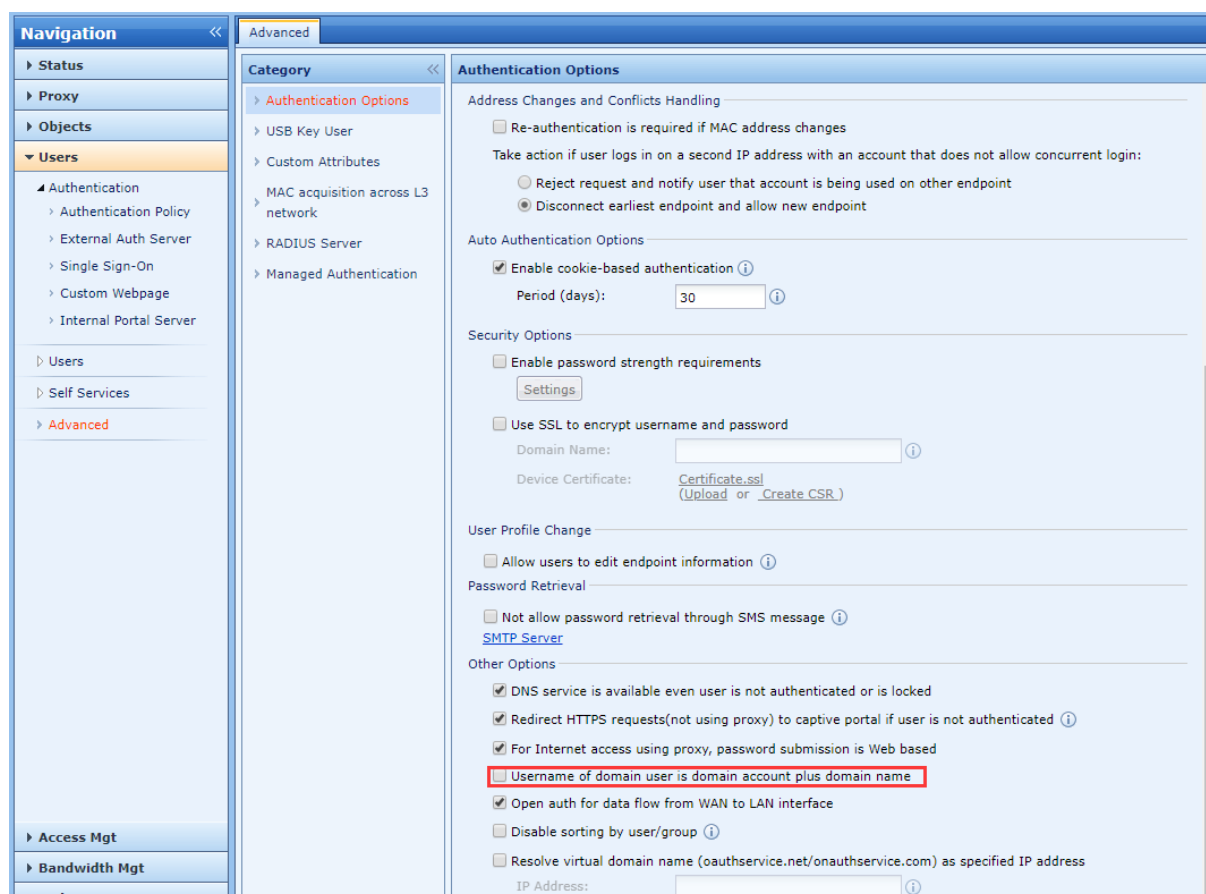 Navigation
Status
Proxy
Objects
Users
Authentication
Authentication Policy
External Auth Server
Single Sign-On
Custom Webpage
Internal Portal Server
Users
Self Services
Advanced
Access Mgt
Bandwidth Mgt
Advanced
Category
Authentication Options
USB Key User
Custom Attributes
MAC acquisition across L3
network
RADIUS Server
Managed Authentication
Authentication Options
Address Changes and Conflicts Handling
Re-authentication is required if MAC address changes
Take action if user logs in on a second IP address with an account that does not allow concurrent login:
Reject request and notify user that account is being used on other endpoint
Disconnect earliest endpoint and allow new endpoint
Auto Authentication Options
Enable cookie-based authentication
Period (days): 30
Security Options
Enable password strength requirements
Settings
Use SSL to encrypt username and password
Domain Name:
Device Certificate: Certificate.ssl
(Upload or Create CSR )
User Profile Change
Allow users to edit endpoint information
Password Retrieval
Not allow password retrieval through SMS message
SMTP Server
Other Options
DNS service is available even user is not authenticated or is locked
Redirect HTTPS requests(not using proxy) to captive portal if user is not authenticated
For Internet access using proxy, password submission is Web based
Username of domain user is domain account plus domain name
Open auth for data flow from WAN to LAN interface
Disable sorting by user/group
Resolve virtual domain name (oauthservice.net/onauthservice.com) as specified IP address
IP Address: